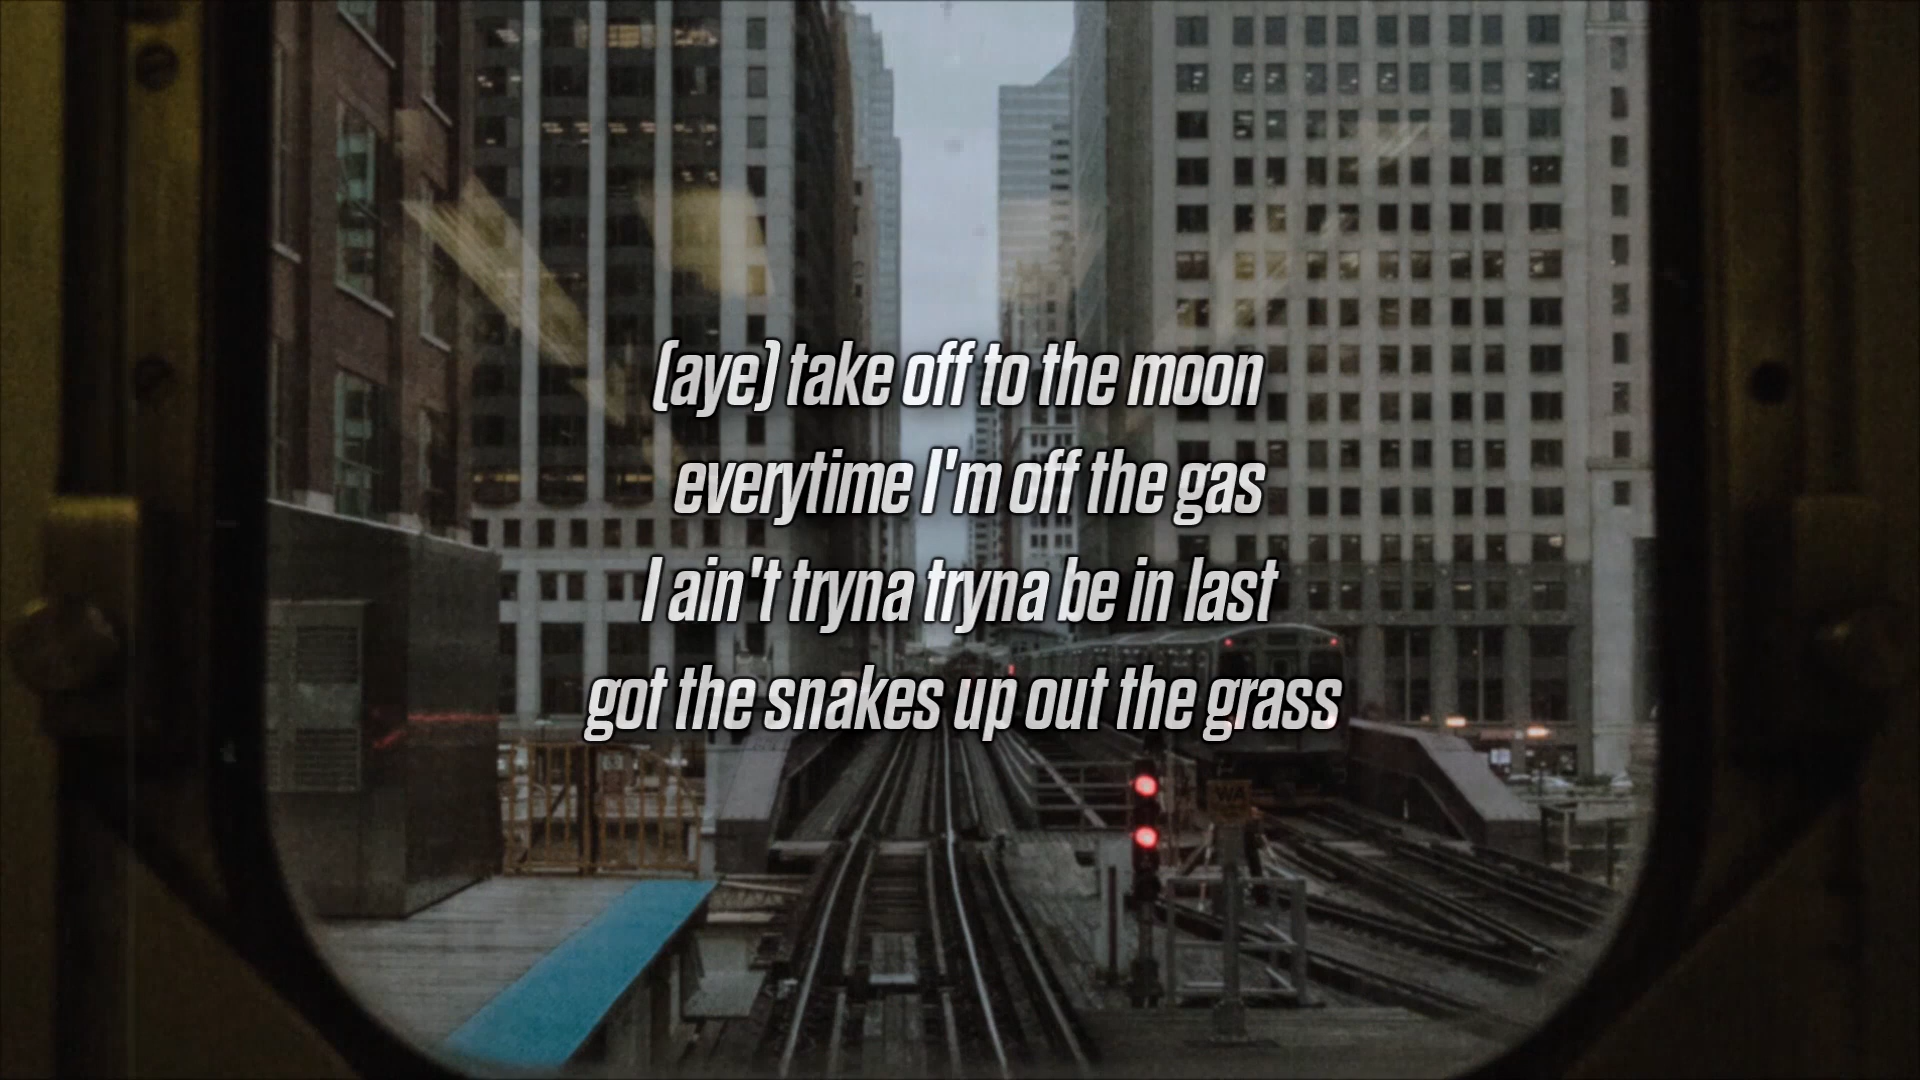 (aye) take off to the moon
everytime I'm off the gas
I ain't tryna tryna be in last
got the snakes up out the grass